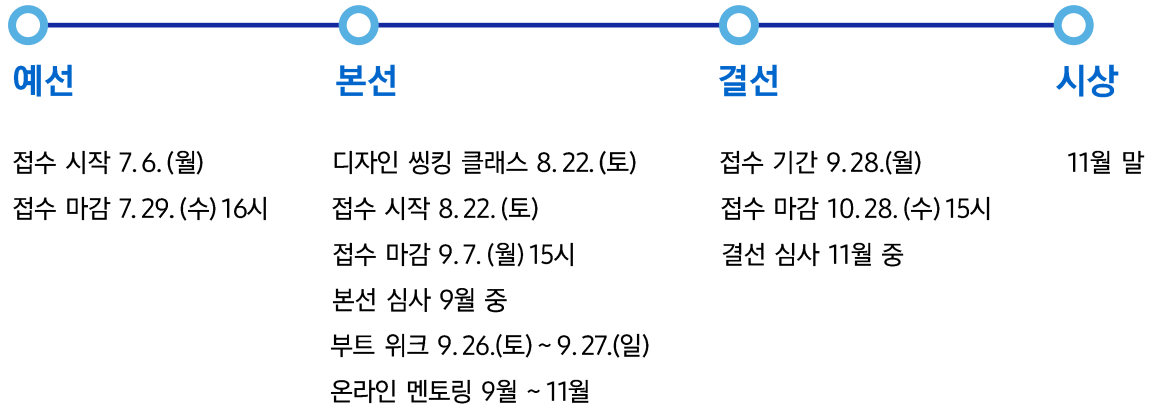 예선
접수 시작 7. 6. (월)
접수 마감 7. 29. (수) 16시
본선
디자인 씽킹 클래스 8. 22. (토)
접수 시작 8. 22. (토)
접수 마감 9. 7. (월) 15시
본선 심사 9월 중
부트 위크 9. 26.(토) ~ 9. 27.(일)
온라인 멘토링 9월 ~ 11월
결선
접수 기간 9. 28.(월)
접수 마감 10. 28. (수) 15시
결선 심사 11월 중
시상
11월 말